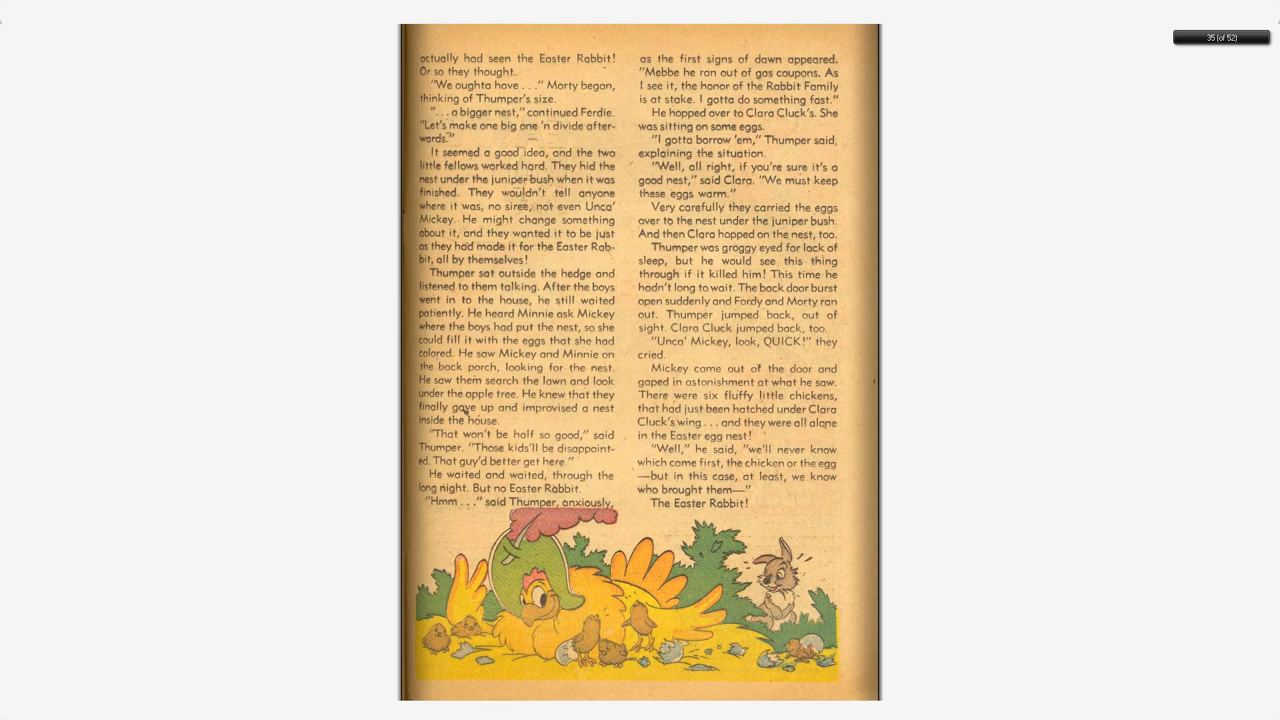 35 (of 52)
actually had seen the Easter Rabbit!
Or so they thought.
"We oughta have . . ." Morty began,
thinking of Thumper's size.
". . . a bigger nest," continued Ferdie.
"Let's make one big one 'n divide after-
wards."
It seemed a good idea, and the two
little fellows worked hard. They hid the
nest under the juniper bush when it was
finished. They wouldn't tell anyone
where it was, no siree, not even Unca'
Mickey. He might change something
about it, and they wanted it to be just
as they had made it for the Easter Rab-
bit, all by themselves!
Thumper sat outside the hedge and
listened to them talking. After the boys
went in to the house, he still waited
patiently. He heard Minnie ask Mickey
where the boys had put the nest, so she
could fill it with the eggs that she had
colored. He saw Mickey and Minnie on
the back porch, looking for the nest.
He saw them search the lawn and look
under the apple tree. He knew that they
finally gave up and improvised a nest
inside the house.
"That won't be half so good," said
Thumper. "Those kids'll be disappoint-
ed. That guy'd better get here."
He waited and waited, through the
long night. But no Easter Rabbit.
"Hmm . . ." said Thumper, anxiously,
as the first signs of dawn appeared.
"Mebbe he ran out of gas coupons. As
I see it, the honor of the Rabbit Family
is at stake. I gotta do something fast."
He hopped over to Clara Cluck's. She
was sitting on some eggs.
"I gotta borrow 'em," Thumper said,
explaining the situation.
"Well, all right, if you're sure it's a
good nest," said Clara. "We must keep
these eggs warm."
Very carefully they carried the eggs
over to the nest under the juniper bush.
And then Clara hopped on the nest, too.
Thumper was groggy eyed for lack of
sleep, but he would see this thing
through if it killed him! This time he
hadn't long to wait. The back door burst
open suddenly and Fordy and Morty ran
out. Thumper jumped back, out of
sight. Clara Cluck jumped back, too.
"Unca' Mickey, look, QUICK!" they
cried.
Mickey came out of the door and
gaped in astonishment at what he saw.
There were six fluffy little chickens,
that had just been hatched under Clara
Cluck's wing . . . and they were all alone
in the Easter egg nest!
"Well," he said, "we'll never know
which came first, the chicken or the egg
—but in this case, at least, we know
who brought them—"
The Easter Rabbit!